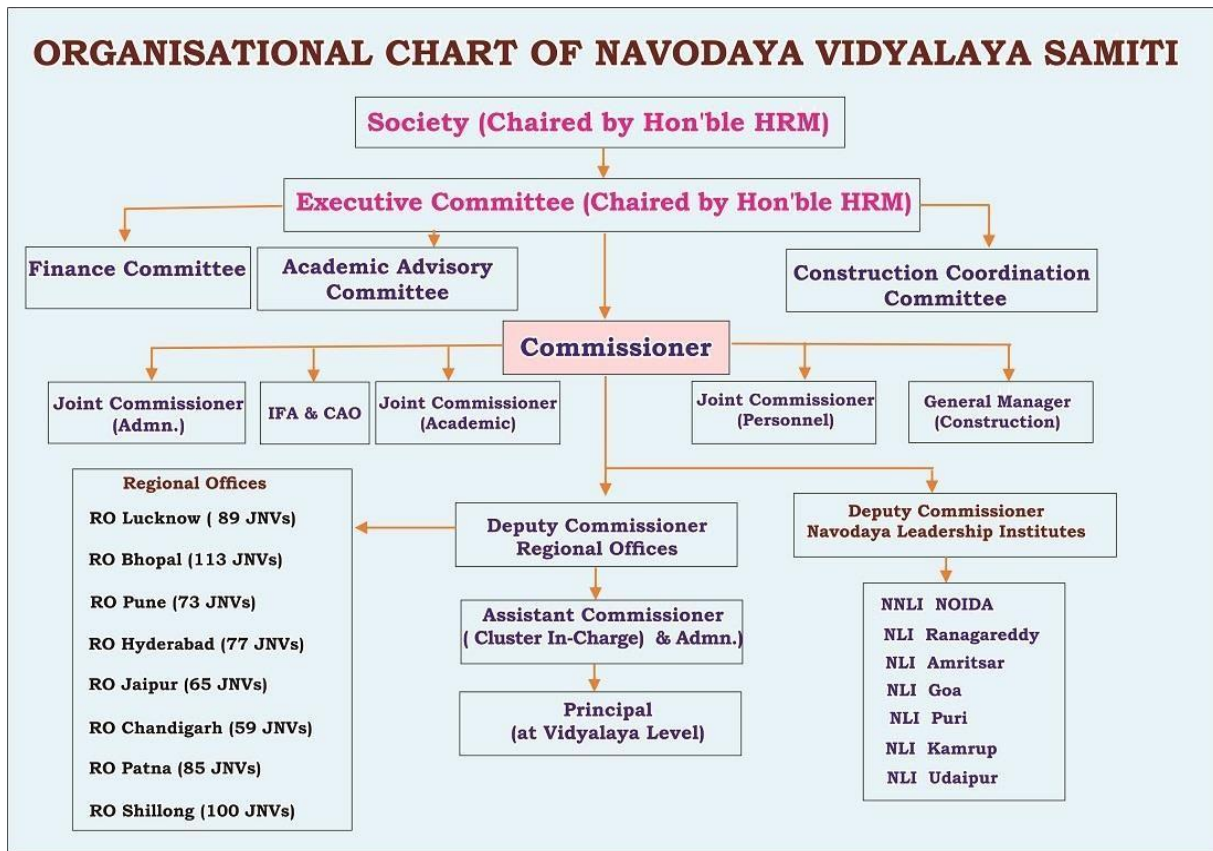 ORGANISATIONAL CHART OF NAVODAYA VIDYALAYA SAMITI
Society (Chaired by Hon'ble HRM)
Executive Committee (Chaired by Hon'ble HRM)
Finance Committee
Academic Advisory
Committee
Construction Coordination
Committee
Commissioner
Joint Commissioner
(Admn.)
IFA & CAO
Joint Commissioner
(Academic)
Joint Commissioner
(Personnel)
General Manager
(Construction)
Regional Offices
RO Lucknow ( 89 JNVs)
RO Bhopal (113 JNVs)
RO Pune (73 JNVs)
RO Hyderabad (77 JNVs)
RO Jaipur (65 JNVs)
RO Chandigarh (59 JNVs)
RO Patna (85 JNVs)
RO Shillong (100 JNVs)
Deputy Commissioner
Regional Offices
Assistant Commissioner
( Cluster In-Charge) & Admn.)
Principal
(at Vidyalaya Level)
Deputy Commissioner
Navodaya Leadership Institutes
NNLI NOIDA
NLI Ranagareddy
NLI Amritsar
NLI Goa
NLI Puri
NLI Kamrup
NLI Udaipur